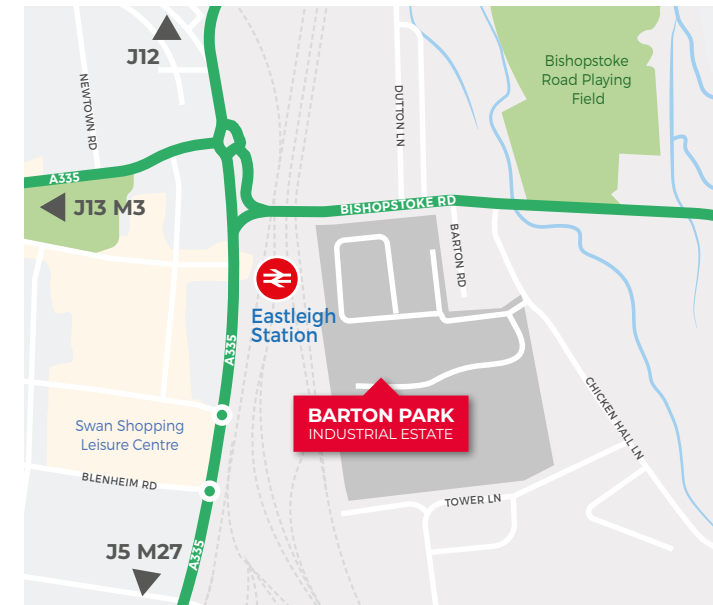 J12
NEWTOWN RD
DUTTON LN
Bishopstoke
Road Playing
Field
A335
J13 M3
BISHOPSTOKE RD
BARTON RD
Eastleigh
Station
A335
BARTON PARK
INDUSTRIAL ESTATE
CHICKEN HALL LN
Swan Shopping
Leisure Centre
BLENHEIM RD
TOWER LN
J5 M27
A335